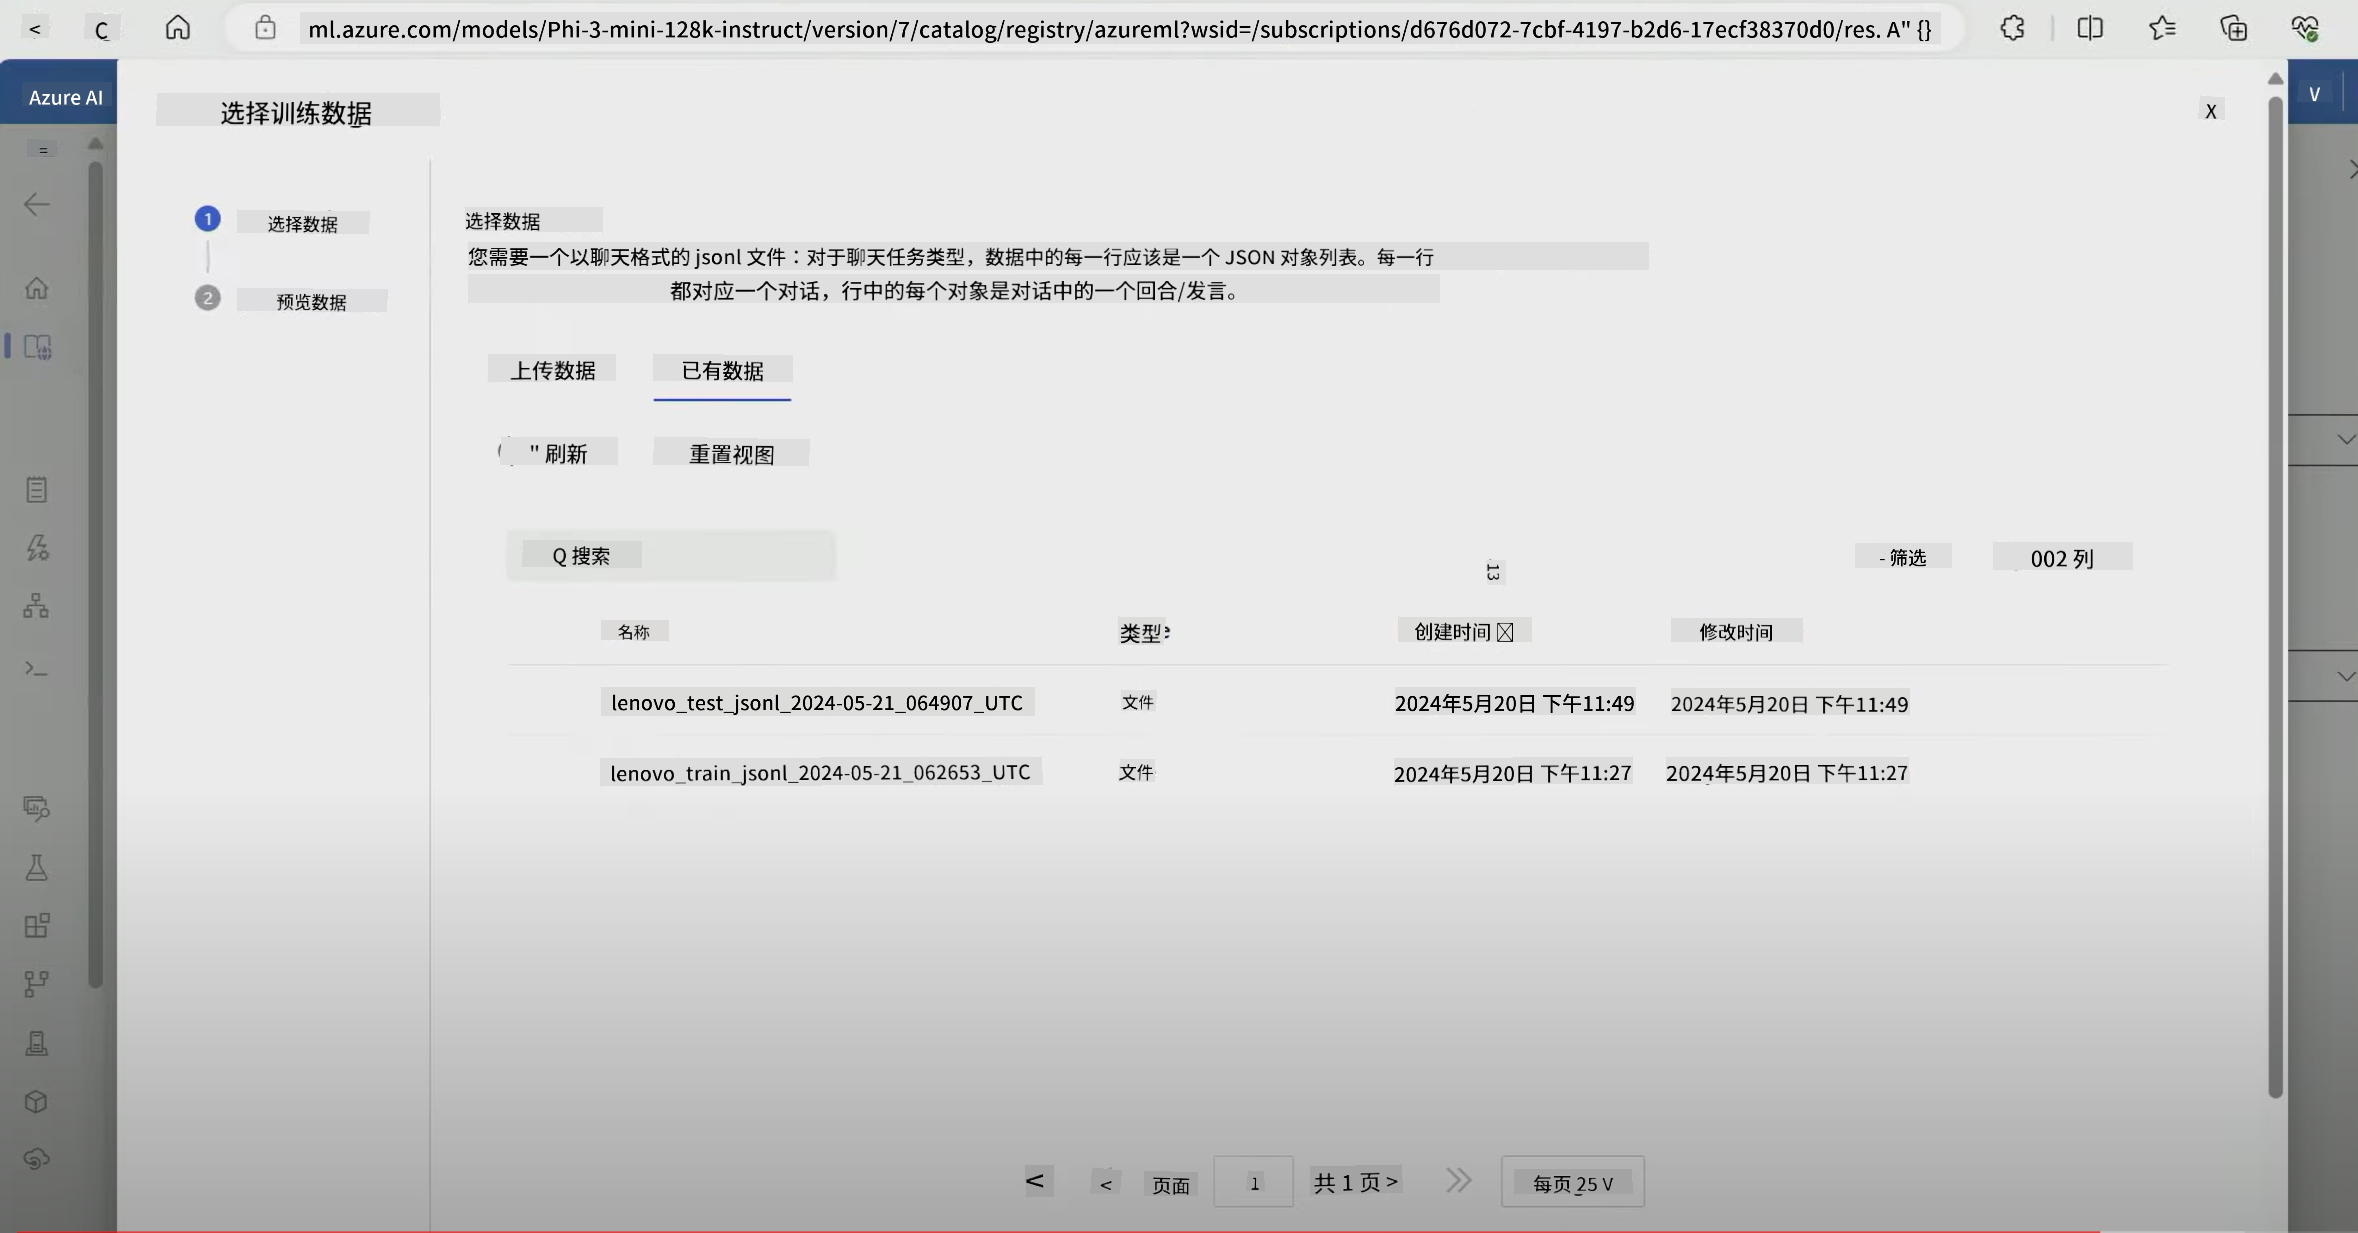 ml.azure.com/models/Phi-3-mini-128k-instruct/version/7/catalog/registry/azureml?wsid=/subscriptions/d676d072-7cbf-4197-b2d6-17ecf38370d0/res. A" {}
Azure AI
选择训练数据
X
V
1 选择数据
2 预览数据
选择数据
您需要一个以聊天格式的 jsonl 文件：对于聊天任务类型，数据中的每一行应该是一个 JSON 对象列表。每一行
都对应一个对话，行中的每个对象是对话中的一个回合/发言。
上传数据 已有数据
" 刷新 重置视图
Q 搜索 13 - 筛选 002 列
名称 类型 创建时间 修改时间
lenovo_test_jsonl_2024-05-21_064907_UTC 文件 2024年5月20日 下午11:49 2024年5月20日 下午11:49
lenovo_train_jsonl_2024-05-21_062653_UTC 文件 2024年5月20日 下午11:27 2024年5月20日 下午11:27
< < 页面 1 共 1 页 > 每页 25 V